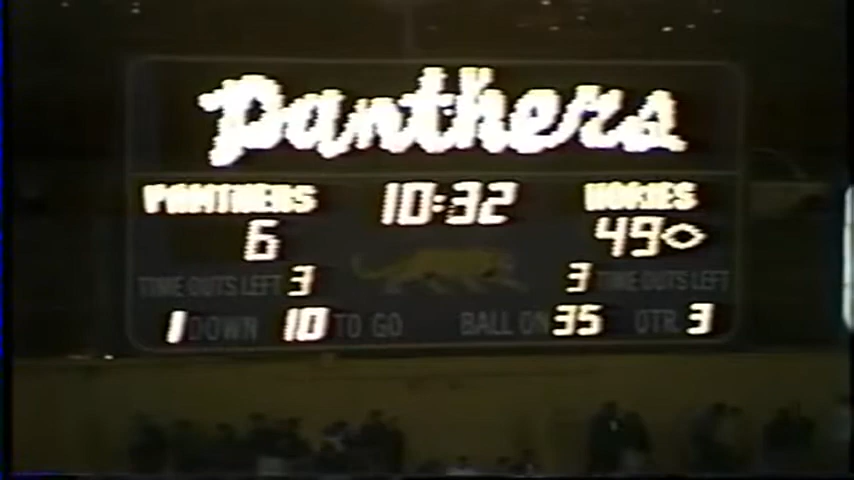 Panthers
PANTHERS 10:32 HOKIES
6 49
TIME OUTS LEFT 3 3 TIME OUTS LEFT
1 DOWN 10 TO GO BALL ON 35 QTR. 3